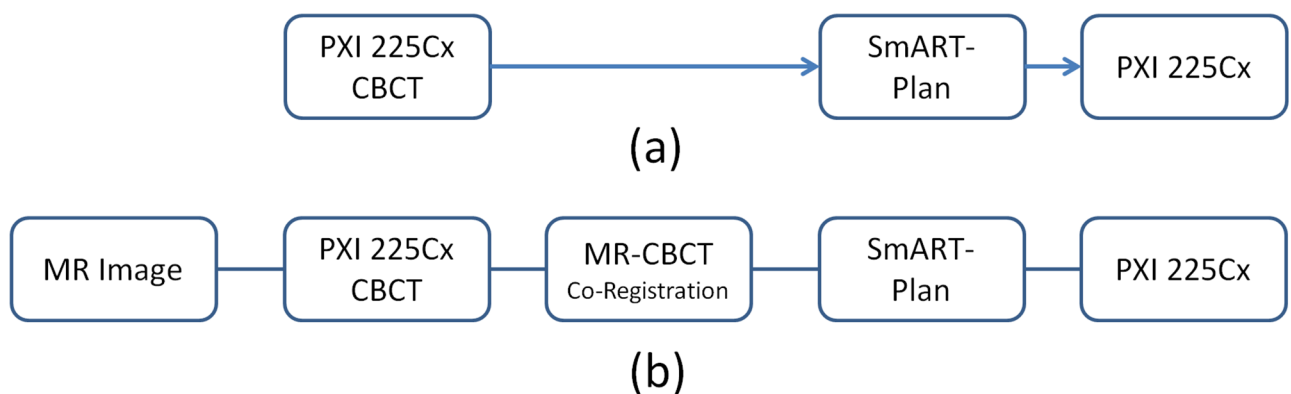 PXI 225Cx
CBCT
SmART-
Plan
PXI 225Cx
(a)
MR Image
PXI 225Cx
CBCT
MR-CBCT
Co-Registration
SmART-
Plan
PXI 225Cx
(b)